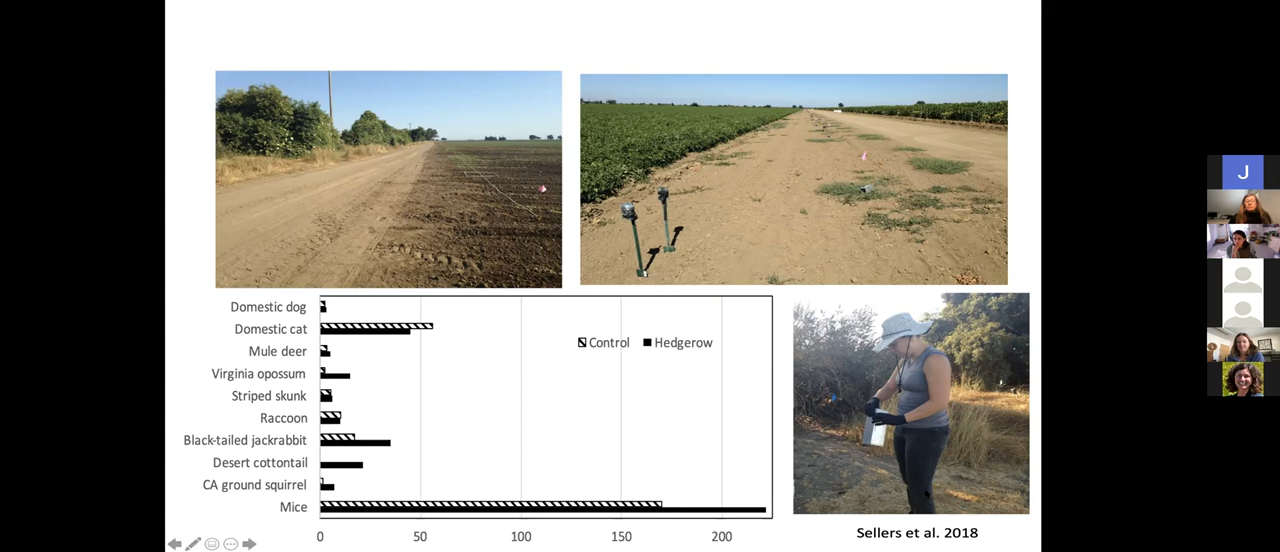 J
Domestic dog
Domestic cat
Mule deer
Virginia opossum
Striped skunk
Raccoon
Black-tailed jackrabbit
Desert cottontail
CA ground squirrel
Mice
Control Hedgerow
0 50 100 150 200
Sellers et al. 2018